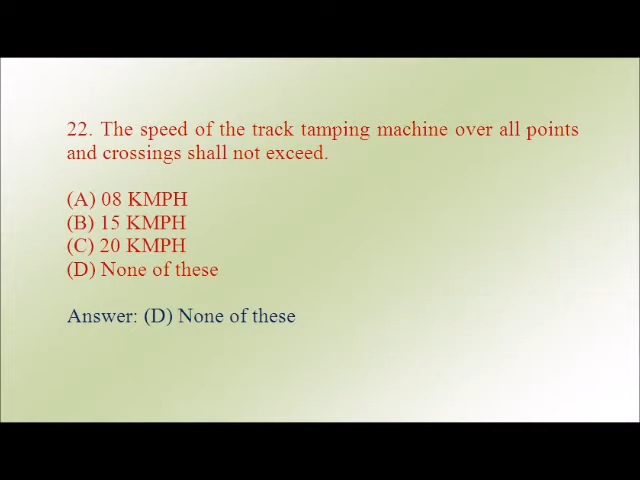 22. The speed of the track tamping machine over all points
and crossings shall not exceed.
(A) 08 KMPH
(B) 15 KMPH
(C) 20 KMPH
(D) None of these
Answer: (D) None of these